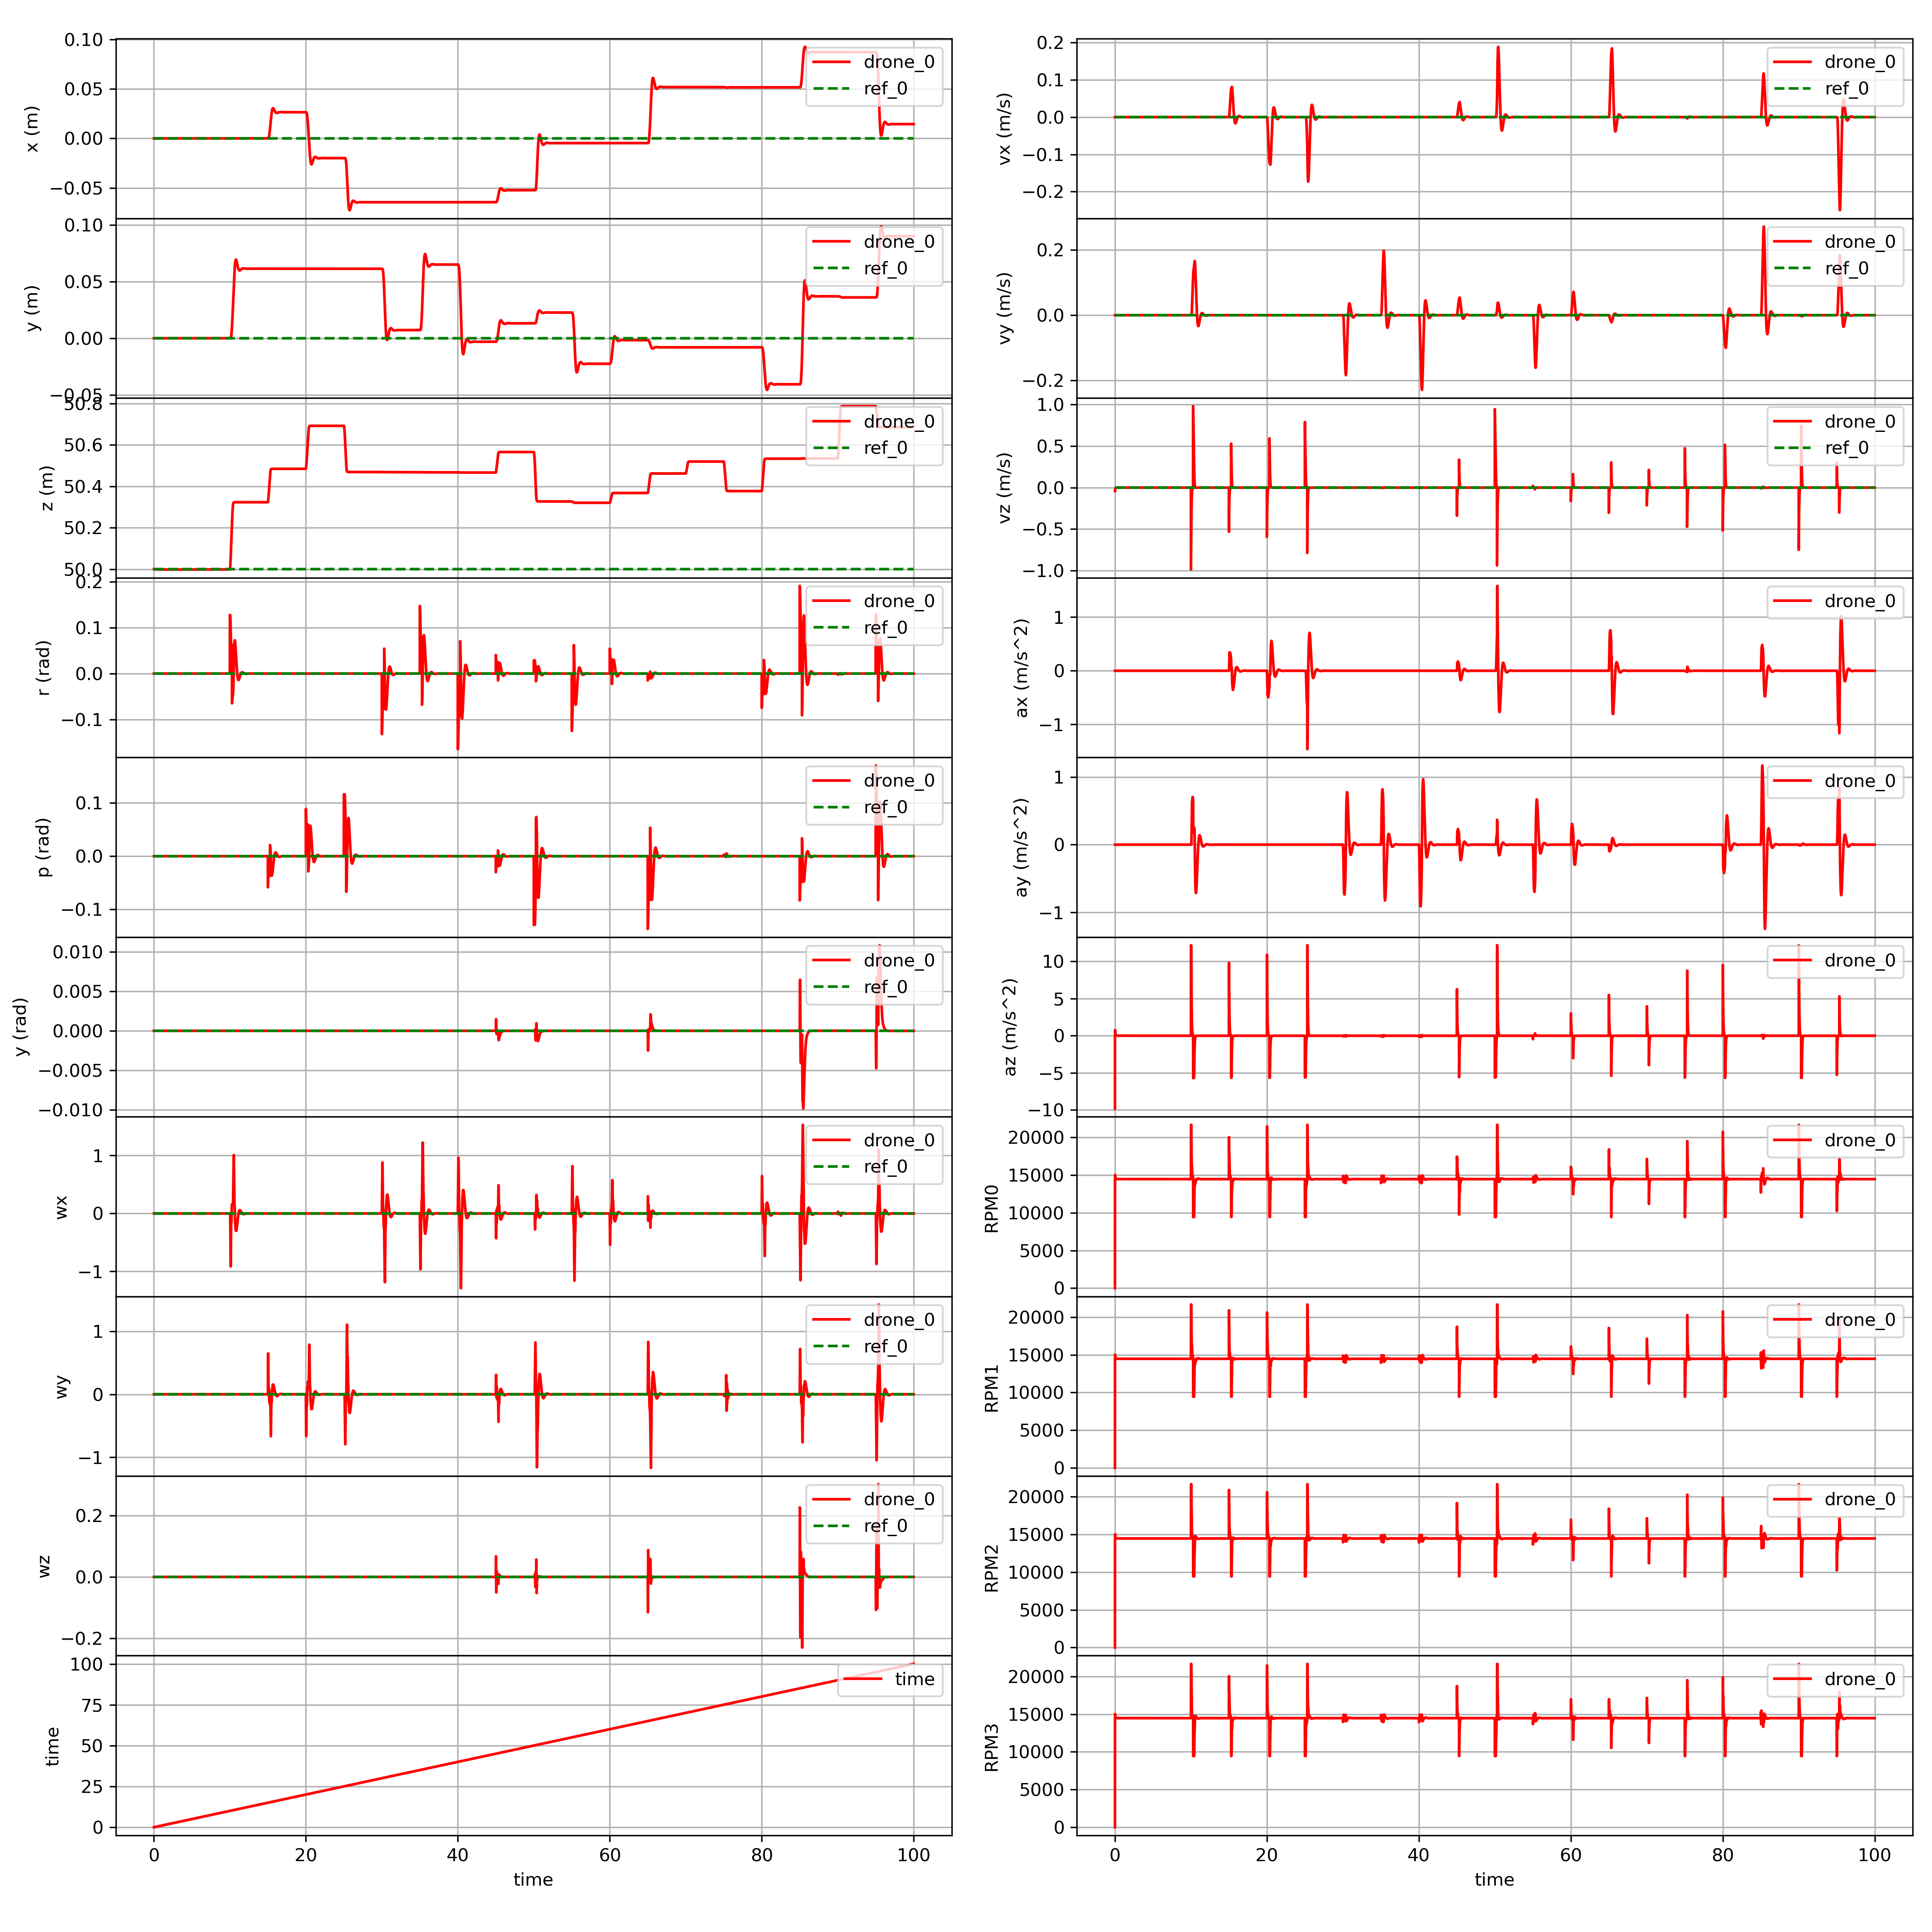 0.10
0.05
0.00
−0.05
x (m)
drone_0
ref_0
0.10
0.05
0.00
−0.05
y (m)
drone_0
ref_0
50.8
50.6
50.4
50.2
50.0
z (m)
drone_0
ref_0
0.2
0.1
0.0
−0.1
r (rad)
drone_0
ref_0
0.1
0.0
−0.1
p (rad)
drone_0
ref_0
0.010
0.005
0.000
−0.005
−0.010
y (rad)
drone_0
ref_0
1
0
−1
wx
drone_0
ref_0
1
0
−1
wy
drone_0
ref_0
0.2
0.0
−0.2
wz
drone_0
ref_0
100
75
50
25
0
time
time
0 20 40 60 80 100
time
0.2
0.1
0.0
−0.1
−0.2
vx (m/s)
drone_0
ref_0
0.2
0.0
−0.2
vy (m/s)
drone_0
ref_0
1.0
0.5
0.0
−0.5
−1.0
vz (m/s)
drone_0
ref_0
1
0
−1
ax (m/s^2)
drone_0
1
0
−1
ay (m/s^2)
drone_0
10
5
0
−5
−10
az (m/s^2)
drone_0
20000
15000
10000
5000
0
RPM0
drone_0
20000
15000
10000
5000
0
RPM1
drone_0
20000
15000
10000
5000
0
RPM2
drone_0
20000
15000
10000
5000
0
RPM3
drone_0
0 20 40 60 80 100
time